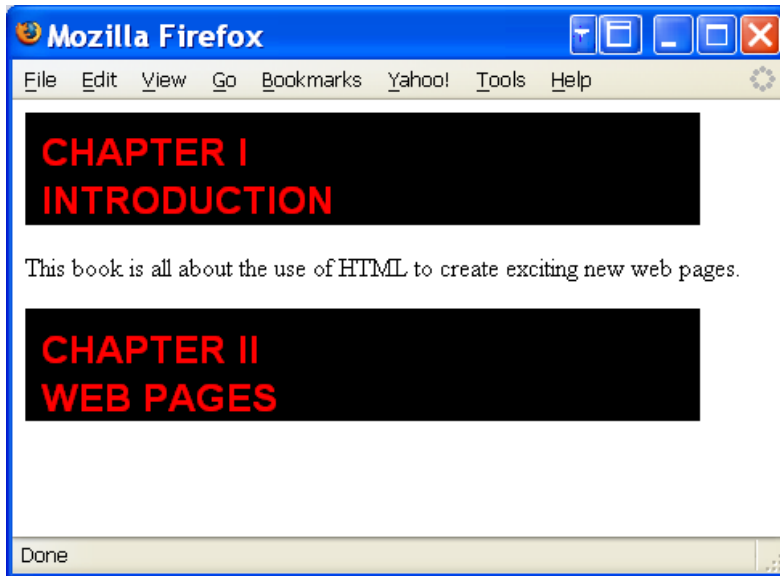 Mozilla Firefox
File Edit View Go Bookmarks Yahoo! Tools Help
CHAPTER I
INTRODUCTION
This book is all about the use of HTML to create exciting new web pages.
CHAPTER II
WEB PAGES
Done